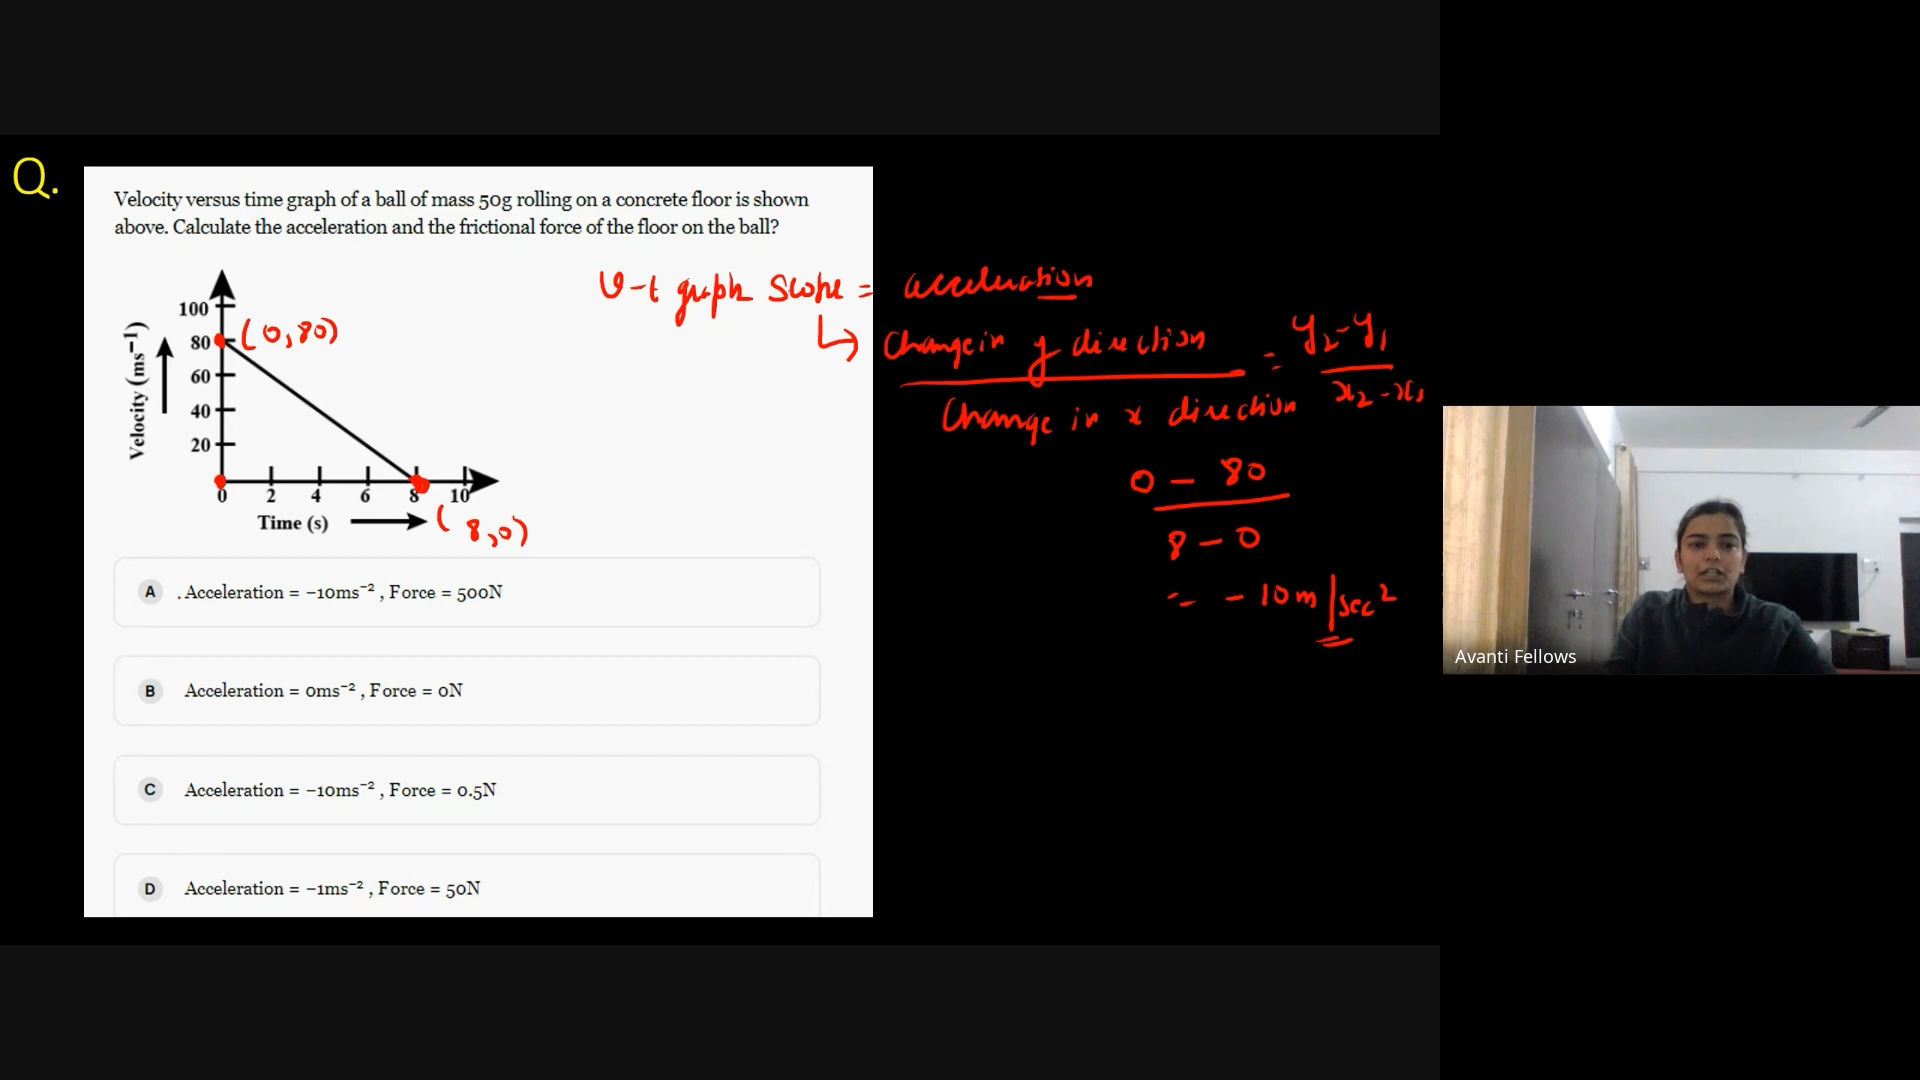 Q.
Velocity versus time graph of a ball of mass 50g rolling on a concrete floor is shown
above. Calculate the acceleration and the frictional force of the floor on the ball?
Velocity (ms⁻¹)
100
80
60
40
20
0 2 4 6 8 10
Time (s)
(0,80)
(8,0)
v-t graph slope = acceleration
change in y direction = y₂-y₁
change in x direction x₂-x₁
0 - 80
8 - 0
= - 10 m/sec²
A .Acceleration = −10ms⁻² , Force = 500N
B Acceleration = 0ms⁻² , Force = 0N
C Acceleration = −10ms⁻² , Force = 0.5N
D Acceleration = −1ms⁻² , Force = 50N
Avanti Fellows